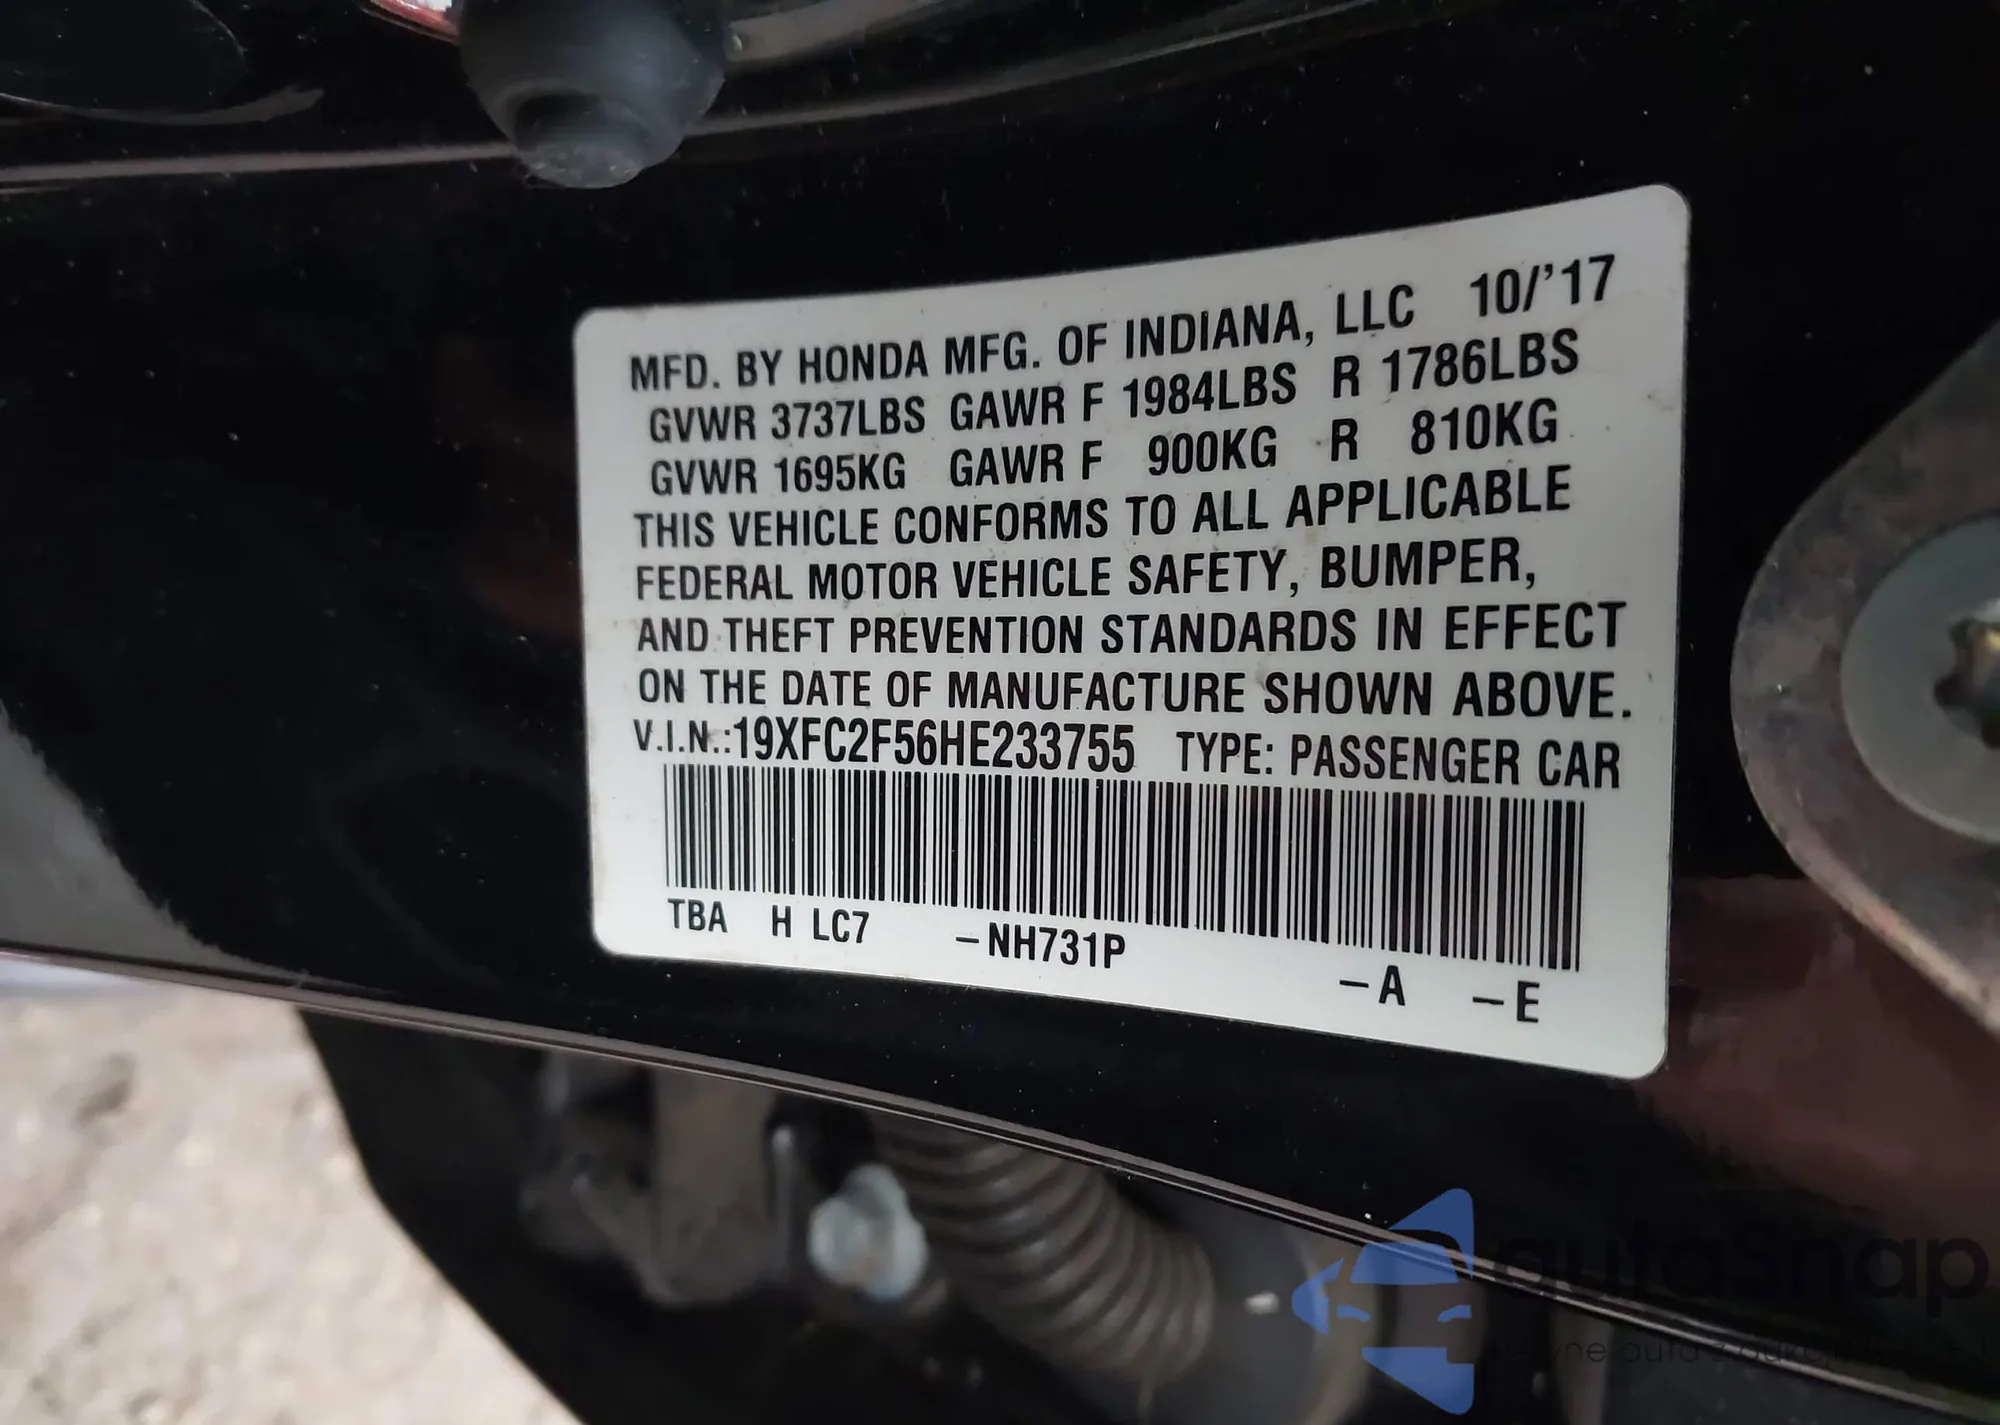 MFD. BY HONDA MFG. OF INDIANA, LLC 10/'17
GVWR 3737LBS GAWR F 1984LBS R 1786LBS
GVWR 1695KG GAWR F 900KG R 810KG
THIS VEHICLE CONFORMS TO ALL APPLICABLE
FEDERAL MOTOR VEHICLE SAFETY, BUMPER,
AND THEFT PREVENTION STANDARDS IN EFFECT
ON THE DATE OF MANUFACTURE SHOWN ABOVE.
V.I.N.:19XFC2F56HE233755 TYPE: PASSENGER CAR
TBA H LC7 –NH731P –A –E
autosnap